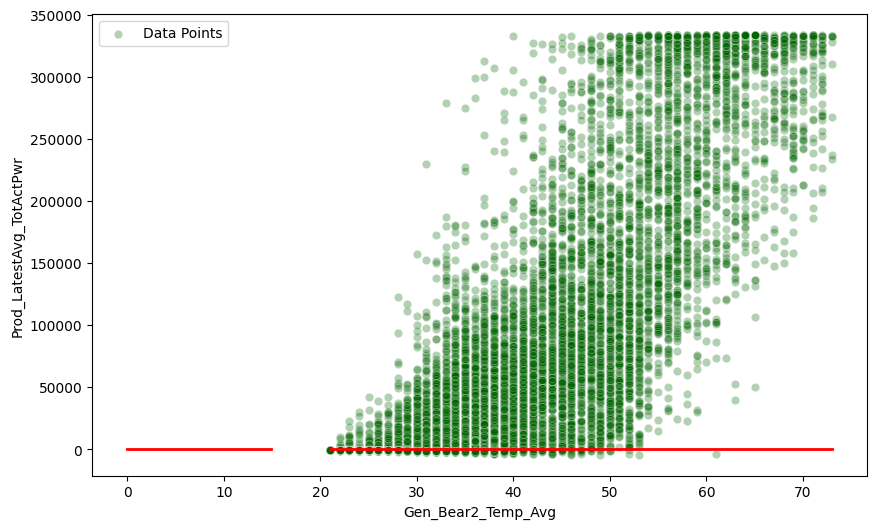 350000
300000
250000
200000
150000
100000
50000
0
Prod_LatestAvg_TotActPwr
Data Points
0 10 20 30 40 50 60 70
Gen_Bear2_Temp_Avg